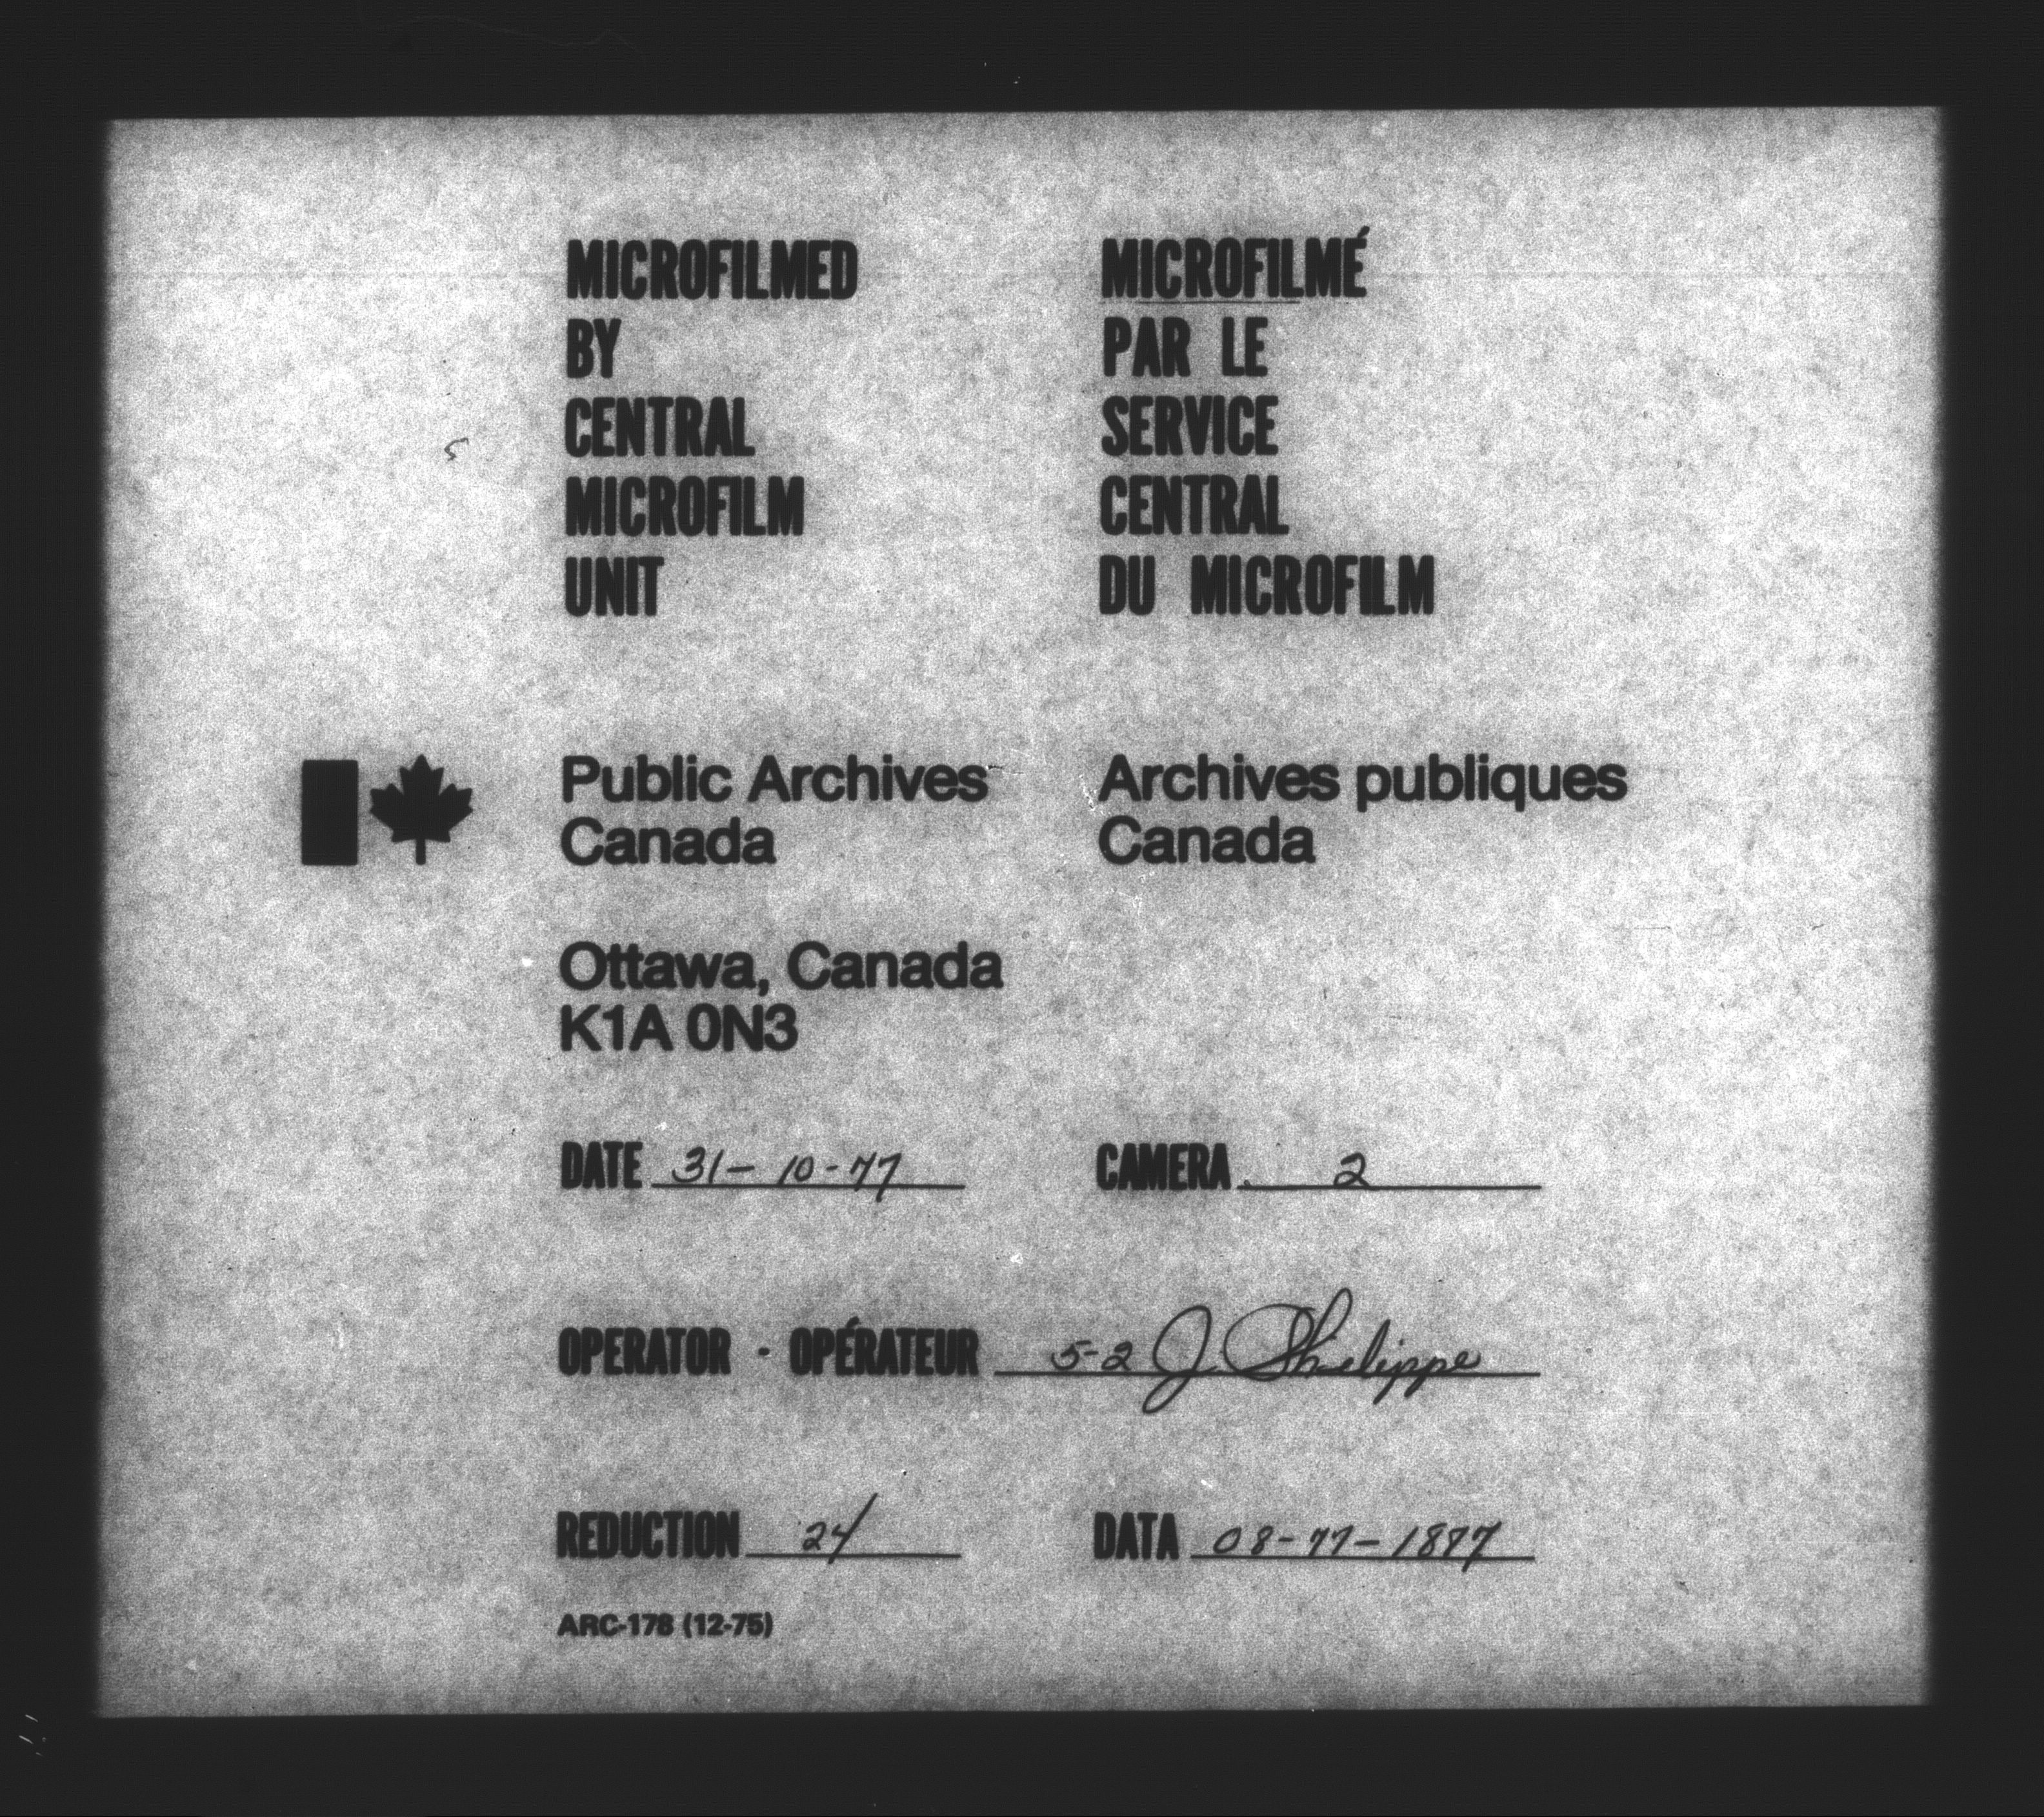 MICROFILMED
BY
CENTRAL
MICROFILM
UNIT
MICROFILMÉ
PAR LE
SERVICE
CENTRAL
DU MICROFILM
Public Archives
Canada
Archives publiques
Canada
Ottawa, Canada
K1A 0N3
DATE 31-10-77
CAMERA 2
OPERATOR - OPÉRATEUR 5-2 J. Philippe
REDUCTION 24/
DATA 08-77-1877
ARC-178 (12-75)